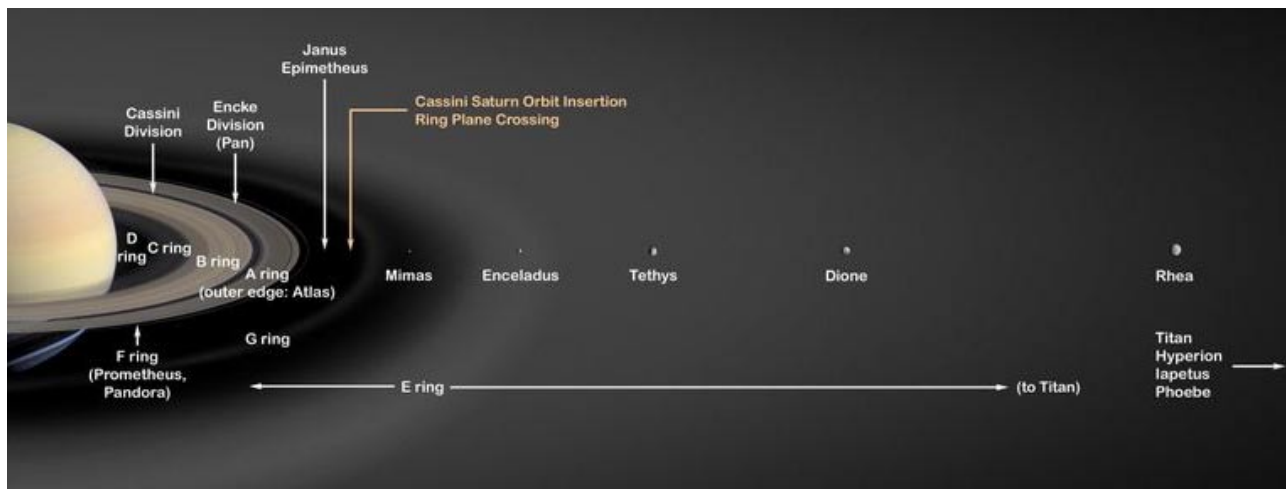 Janus
Epimetheus
Cassini Saturn Orbit Insertion
Ring Plane Crossing
Encke
Division
(Pan)
Cassini
Division
D
ring
C ring
B ring
A ring
(outer edge: Atlas)
Mimas
Enceladus
Tethys
Dione
Rhea
G ring
F ring
(Prometheus,
Pandora)
E ring
(to Titan)
Titan
Hyperion
Iapetus
Phoebe